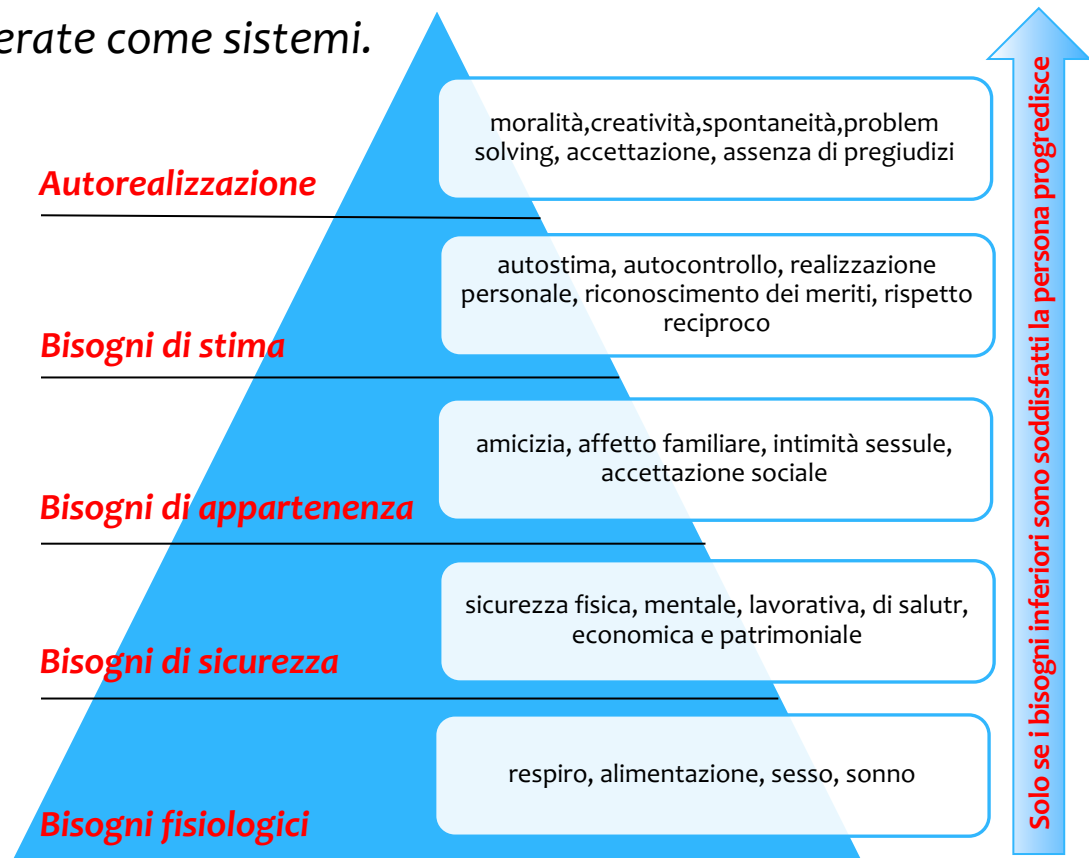 erate come sistemi.
moralità,creatività,spontaneità,problem
solving, accettazione, assenza di pregiudizi
Autorealizzazione
autostima, autocontrollo, realizzazione
personale, riconoscimento dei meriti, rispetto
reciproco
Bisogni di stima
amicizia, affetto familiare, intimità sessule,
accettazione sociale
Bisogni di appartenenza
sicurezza fisica, mentale, lavorativa, di salutr,
economica e patrimoniale
Bisogni di sicurezza
respiro, alimentazione, sesso, sonno
Bisogni fisiologici
Solo se i bisogni inferiori sono soddisfatti la persona progredisce